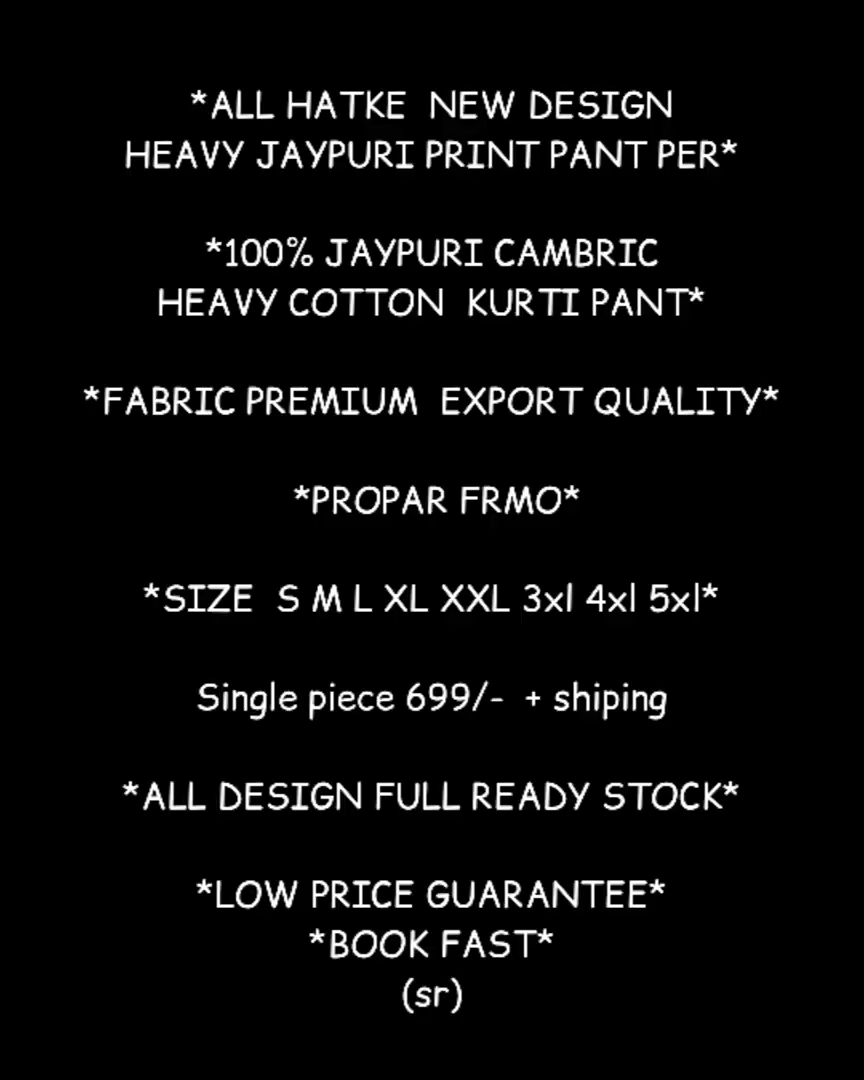 *ALL HATKE  NEW DESIGN
HEAVY JAYPURI PRINT PANT PER*
*100% JAYPURI CAMBRIC
HEAVY COTTON  KURTI PANT*
*FABRIC PREMIUM  EXPORT QUALITY*
*PROPAR FRMO*
*SIZE  S M L XL XXL 3xl 4xl 5xl*
Single piece 699/-  + shiping
*ALL DESIGN FULL READY STOCK*
*LOW PRICE GUARANTEE*
*BOOK FAST*
(sr)